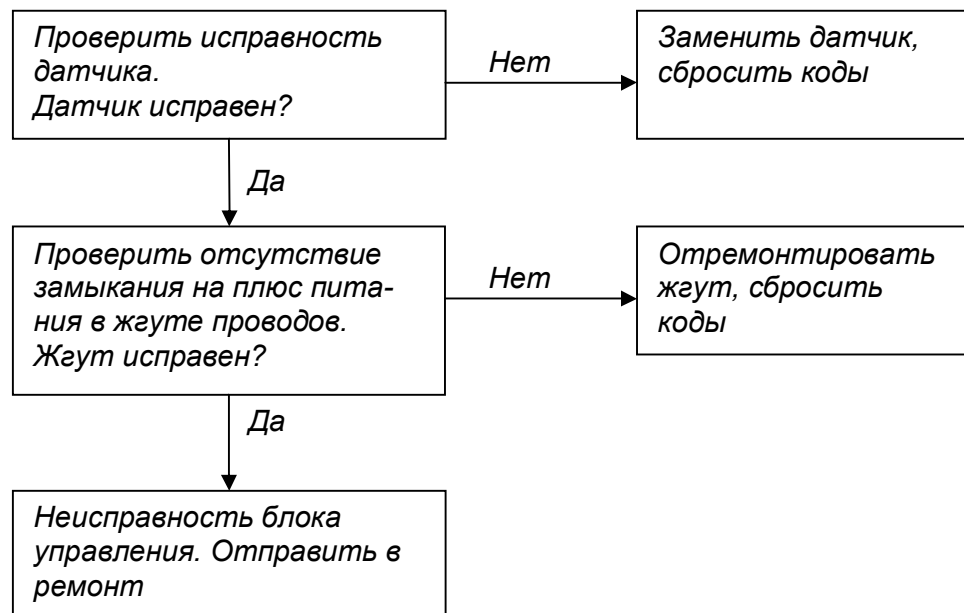 Проверить исправность
датчика.
Датчик исправен?
Нет
Заменить датчик,
сбросить коды
Да
Проверить отсутствие
замыкания на плюс пита-
ния в жгуте проводов.
Жгут исправен?
Нет
Отремонтировать
жгут, сбросить
коды
Да
Неисправность блока
управления. Отправить в
ремонт